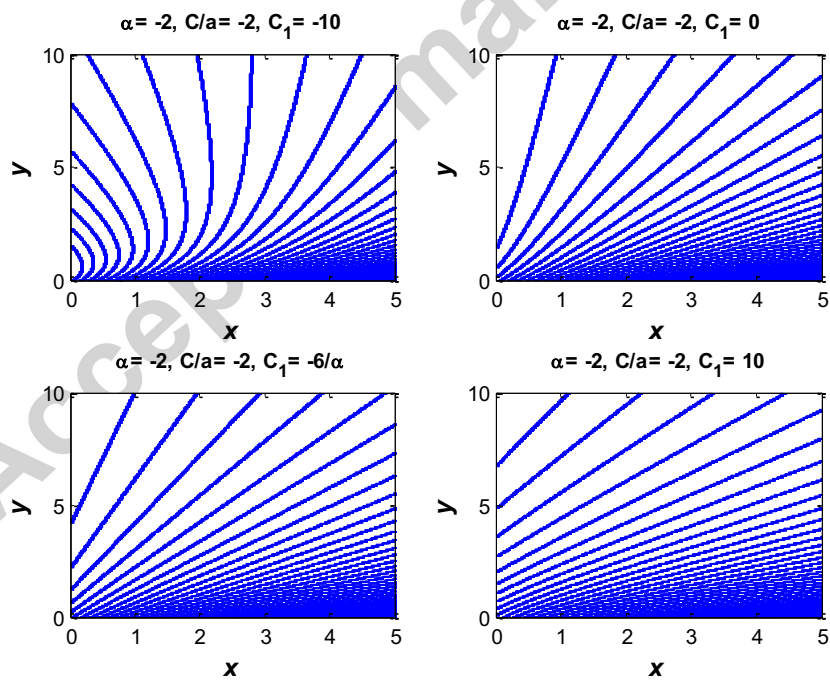 α= -2, C/a= -2, C₁= -10
α= -2, C/a= -2, C₁= 0
10
5
0
y
0 1 2 3 4 5
x
10
5
0
y
0 1 2 3 4 5
x
α= -2, C/a= -2, C₁= -6/α
α= -2, C/a= -2, C₁= 10
10
5
0
y
0 1 2 3 4 5
x
10
5
0
y
0 1 2 3 4 5
x
Accep
ma